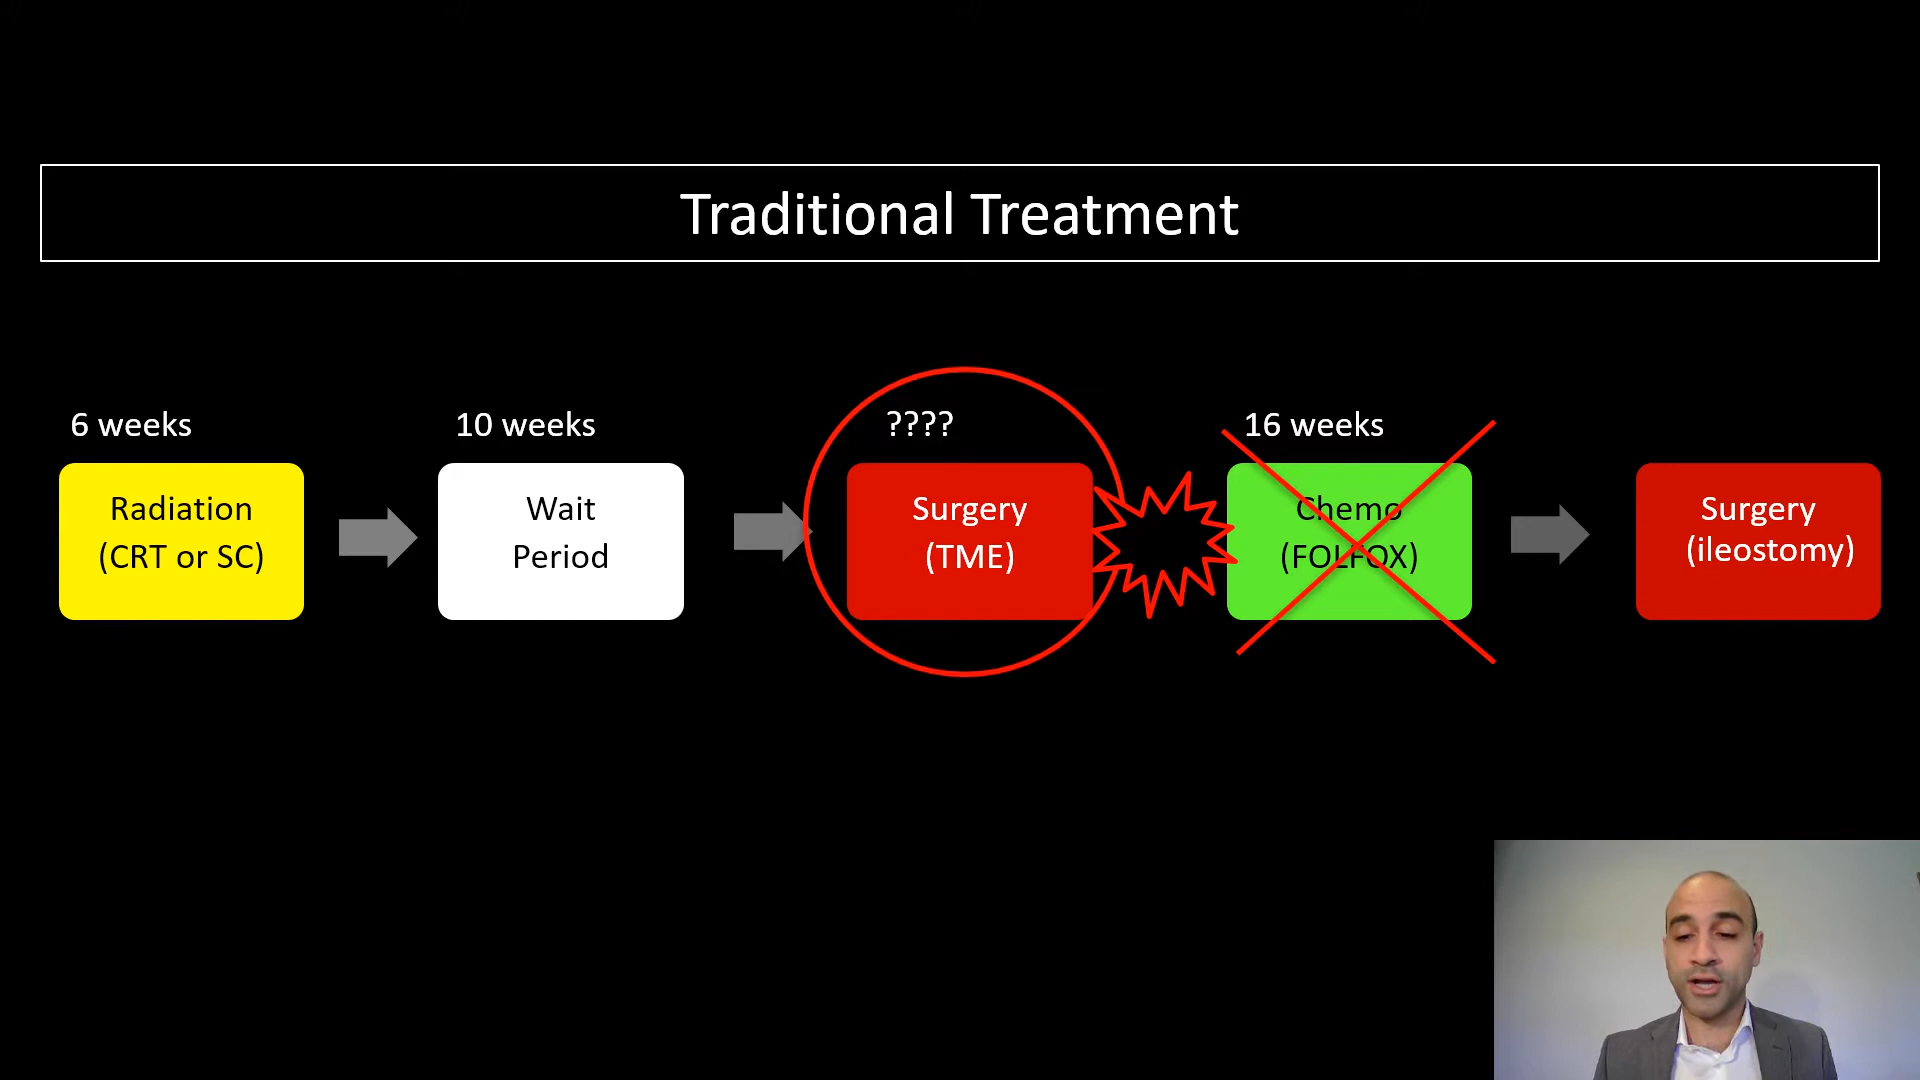 Traditional Treatment
6 weeks
10 weeks
????
16 weeks
Radiation
(CRT or SC)
Wait
Period
Surgery
(TME)
Chemo
(FOLFOX)
Surgery
(ileostomy)